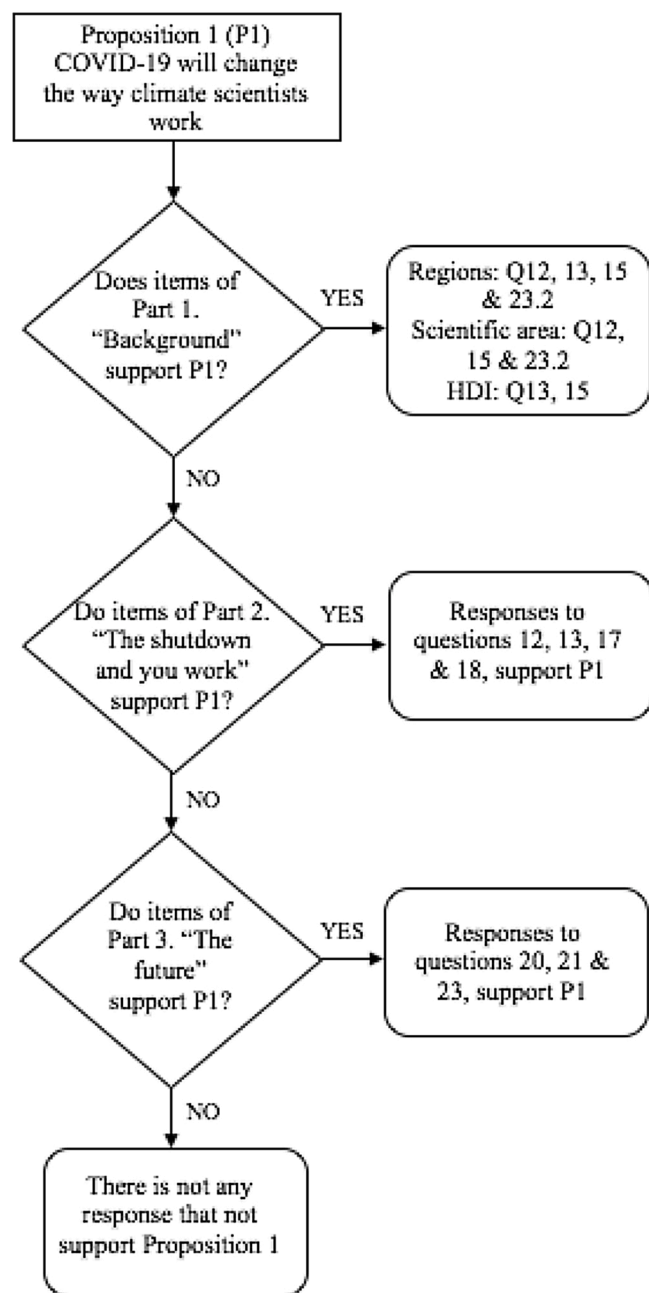 Proposition 1 (P1)
COVID-19 will change
the way climate scientists
work
Does items of
Part 1.
“Background”
support P1?
YES
Regions: Q12, 13, 15
& 23.2
Scientific area: Q12,
15 & 23.2
HDI: Q13, 15
NO
Do items of Part 2.
“The shutdown
and you work”
support P1?
YES
Responses to
questions 12, 13, 17
& 18, support P1
NO
Do items of
Part 3. “The
future”
support P1?
YES
Responses to
questions 20, 21 &
23, support P1
NO
There is not any
response that not
support Proposition 1